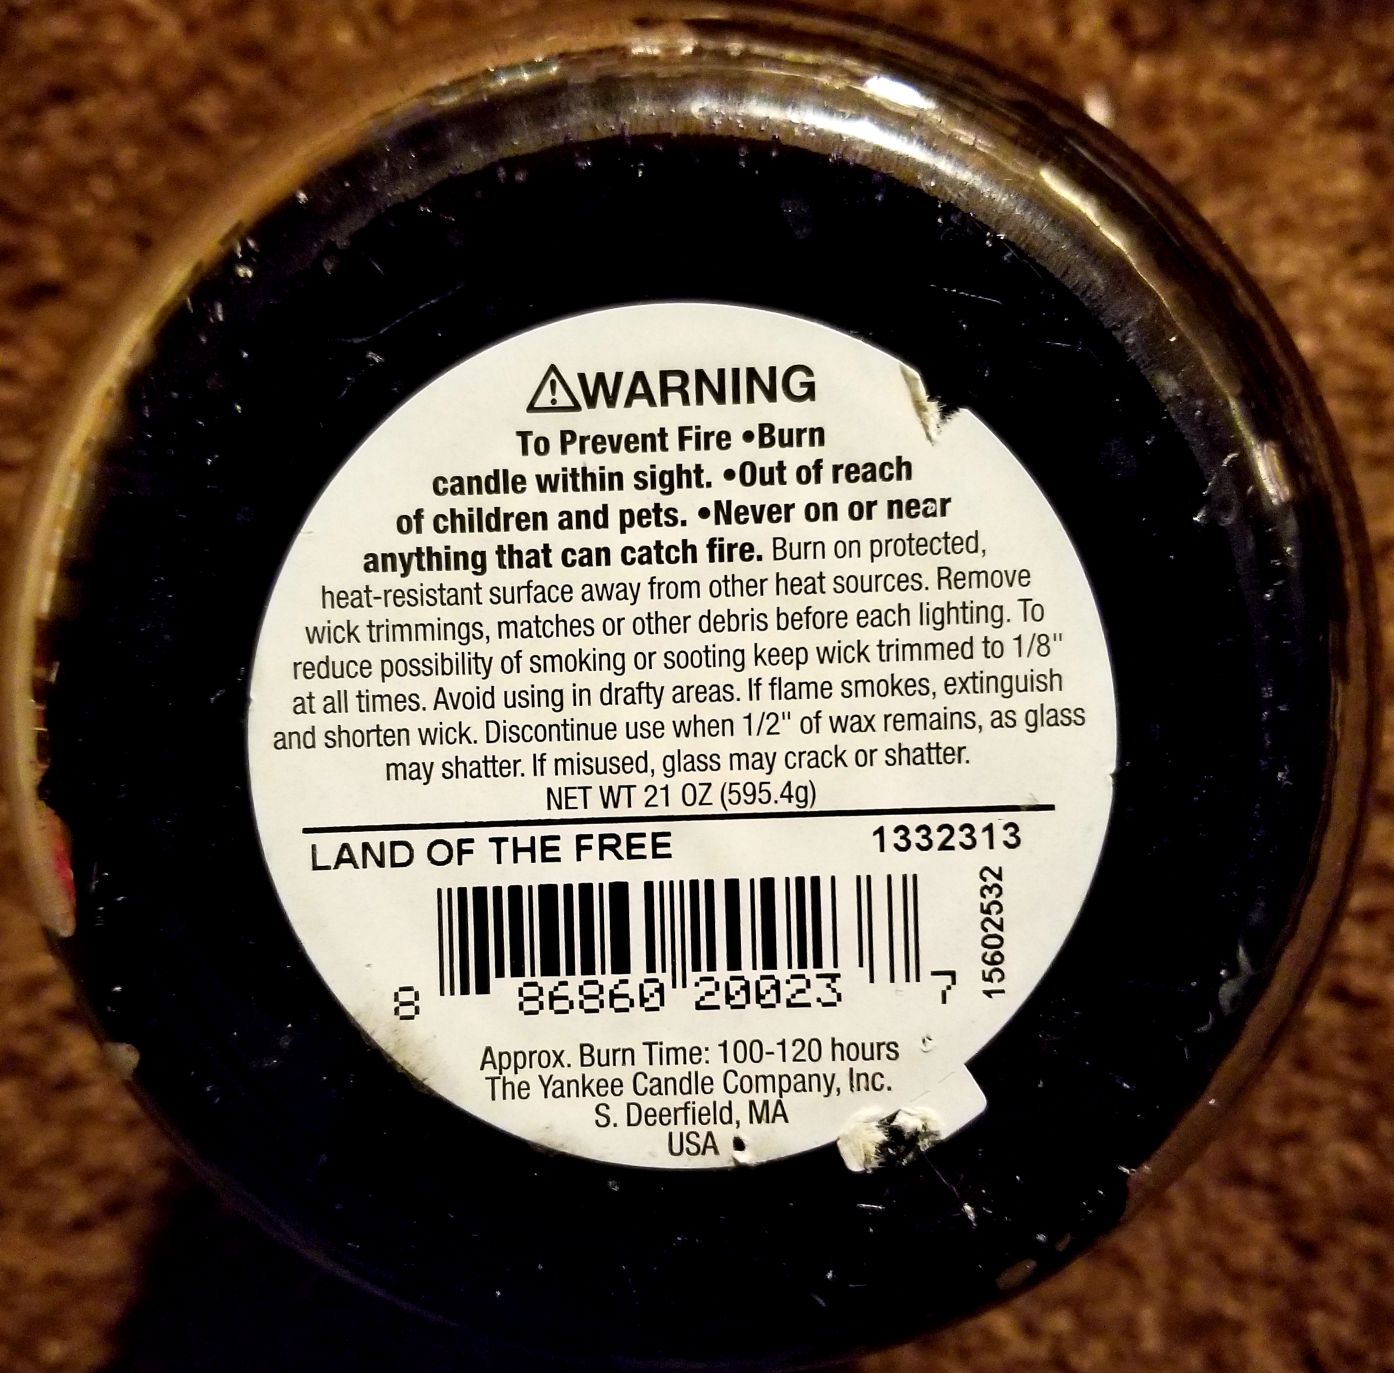 ⚠WARNING
To Prevent Fire •Burn
candle within sight. •Out of reach
of children and pets. •Never on or near
anything that can catch fire. Burn on protected,
heat-resistant surface away from other heat sources. Remove
wick trimmings, matches or other debris before each lighting. To
reduce possibility of smoking or sooting keep wick trimmed to 1/8"
at all times. Avoid using in drafty areas. If flame smokes, extinguish
and shorten wick. Discontinue use when 1/2" of wax remains, as glass
may shatter. If misused, glass may crack or shatter.
NET WT 21 OZ (595.4g)
LAND OF THE FREE 1332313
15602532
8 86860 20023 7
Approx. Burn Time: 100-120 hours
The Yankee Candle Company, Inc.
S. Deerfield, MA
USA